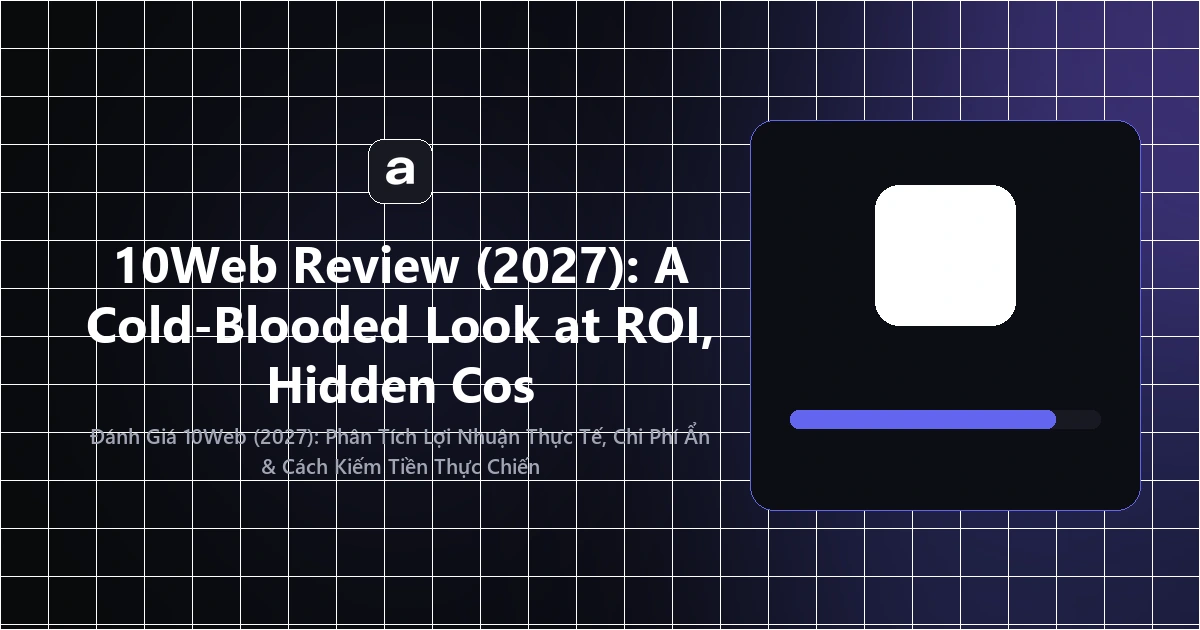 a
10Web Review (2027): A
Cold-Blooded Look at ROI,
Hidden Cos
Đánh Giá 10Web (2027): Phân Tích Lợi Nhuận Thực Tế, Chi Phí Ẩn
& Cách Kiếm Tiền Thực Chiến